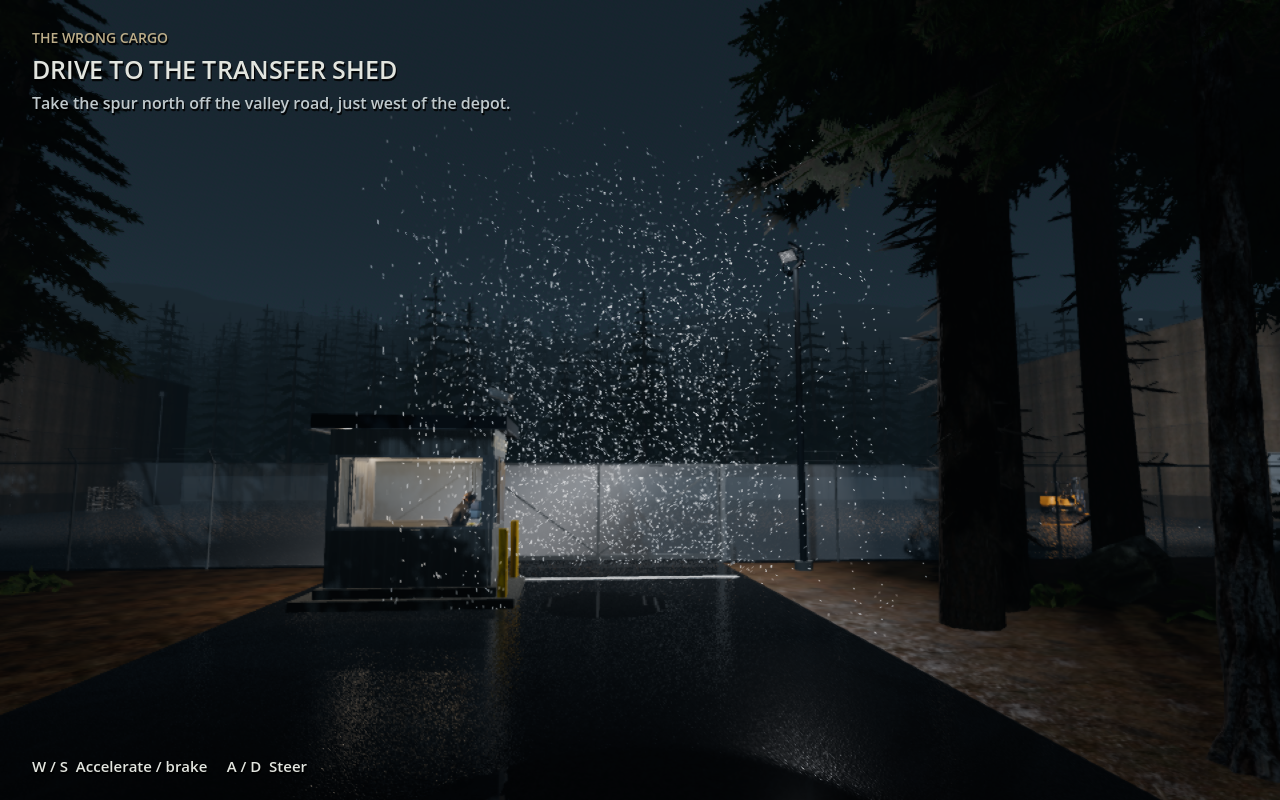 THE WRONG CARGO
DRIVE TO THE TRANSFER SHED
Take the spur north off the valley road, just west of the depot.
W / S Accelerate / brake A / D Steer